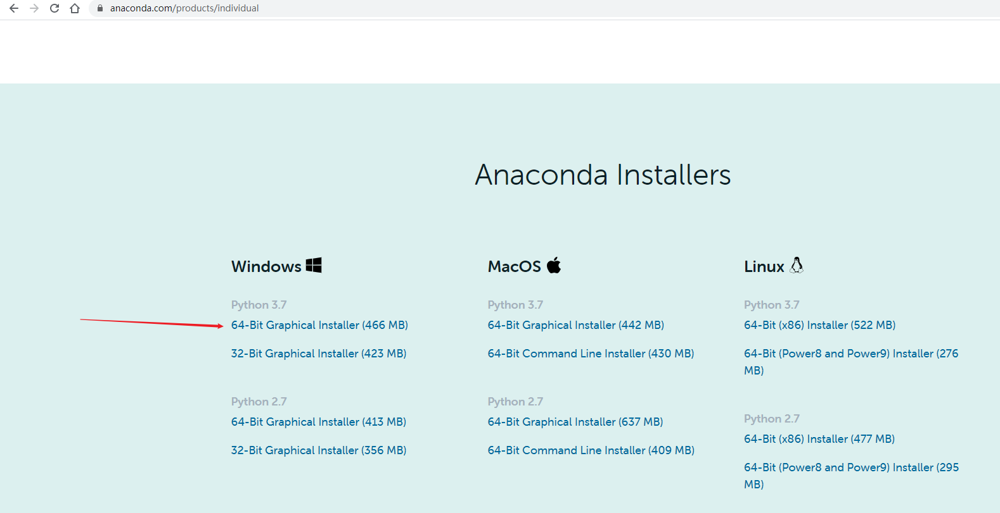 anaconda.com/products/individual
Anaconda Installers
Windows
Python 3.7
64-Bit Graphical Installer (466 MB)
32-Bit Graphical Installer (423 MB)
Python 2.7
64-Bit Graphical Installer (413 MB)
32-Bit Graphical Installer (356 MB)
MacOS
Python 3.7
64-Bit Graphical Installer (442 MB)
64-Bit Command Line Installer (430 MB)
Python 2.7
64-Bit Graphical Installer (637 MB)
64-Bit Command Line Installer (409 MB)
Linux
Python 3.7
64-Bit (x86) Installer (522 MB)
64-Bit (Power8 and Power9) Installer (276
MB)
Python 2.7
64-Bit (x86) Installer (477 MB)
64-Bit (Power8 and Power9) Installer (295
MB)